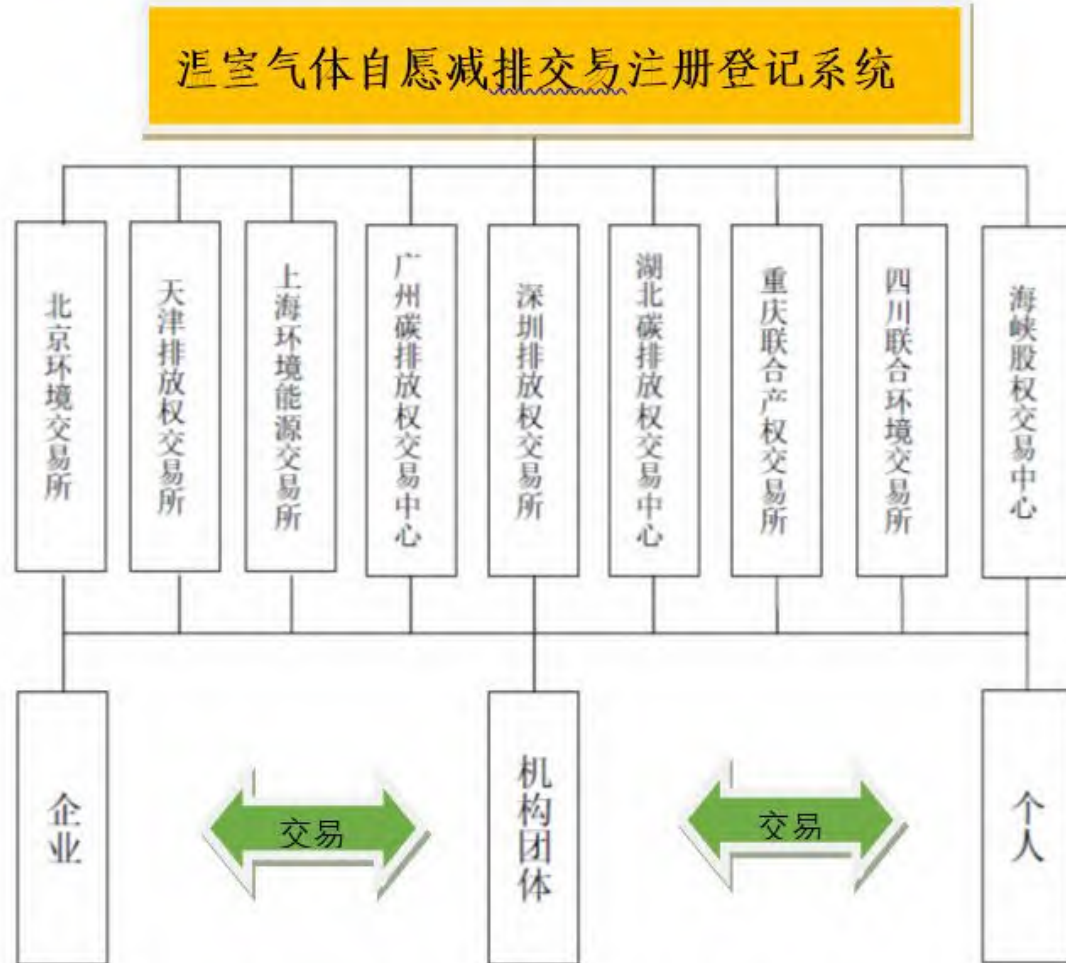 温室气体自愿减排交易注册登记系统
北京环境交易所
天津排放权交易所
上海环境能源交易所
广州碳排放权交易中心
深圳排放权交易所
湖北碳排放权交易中心
重庆联合产权交易所
四川联合环境交易所
海峡股权交易中心
企业
交易
机构团体
交易
个人